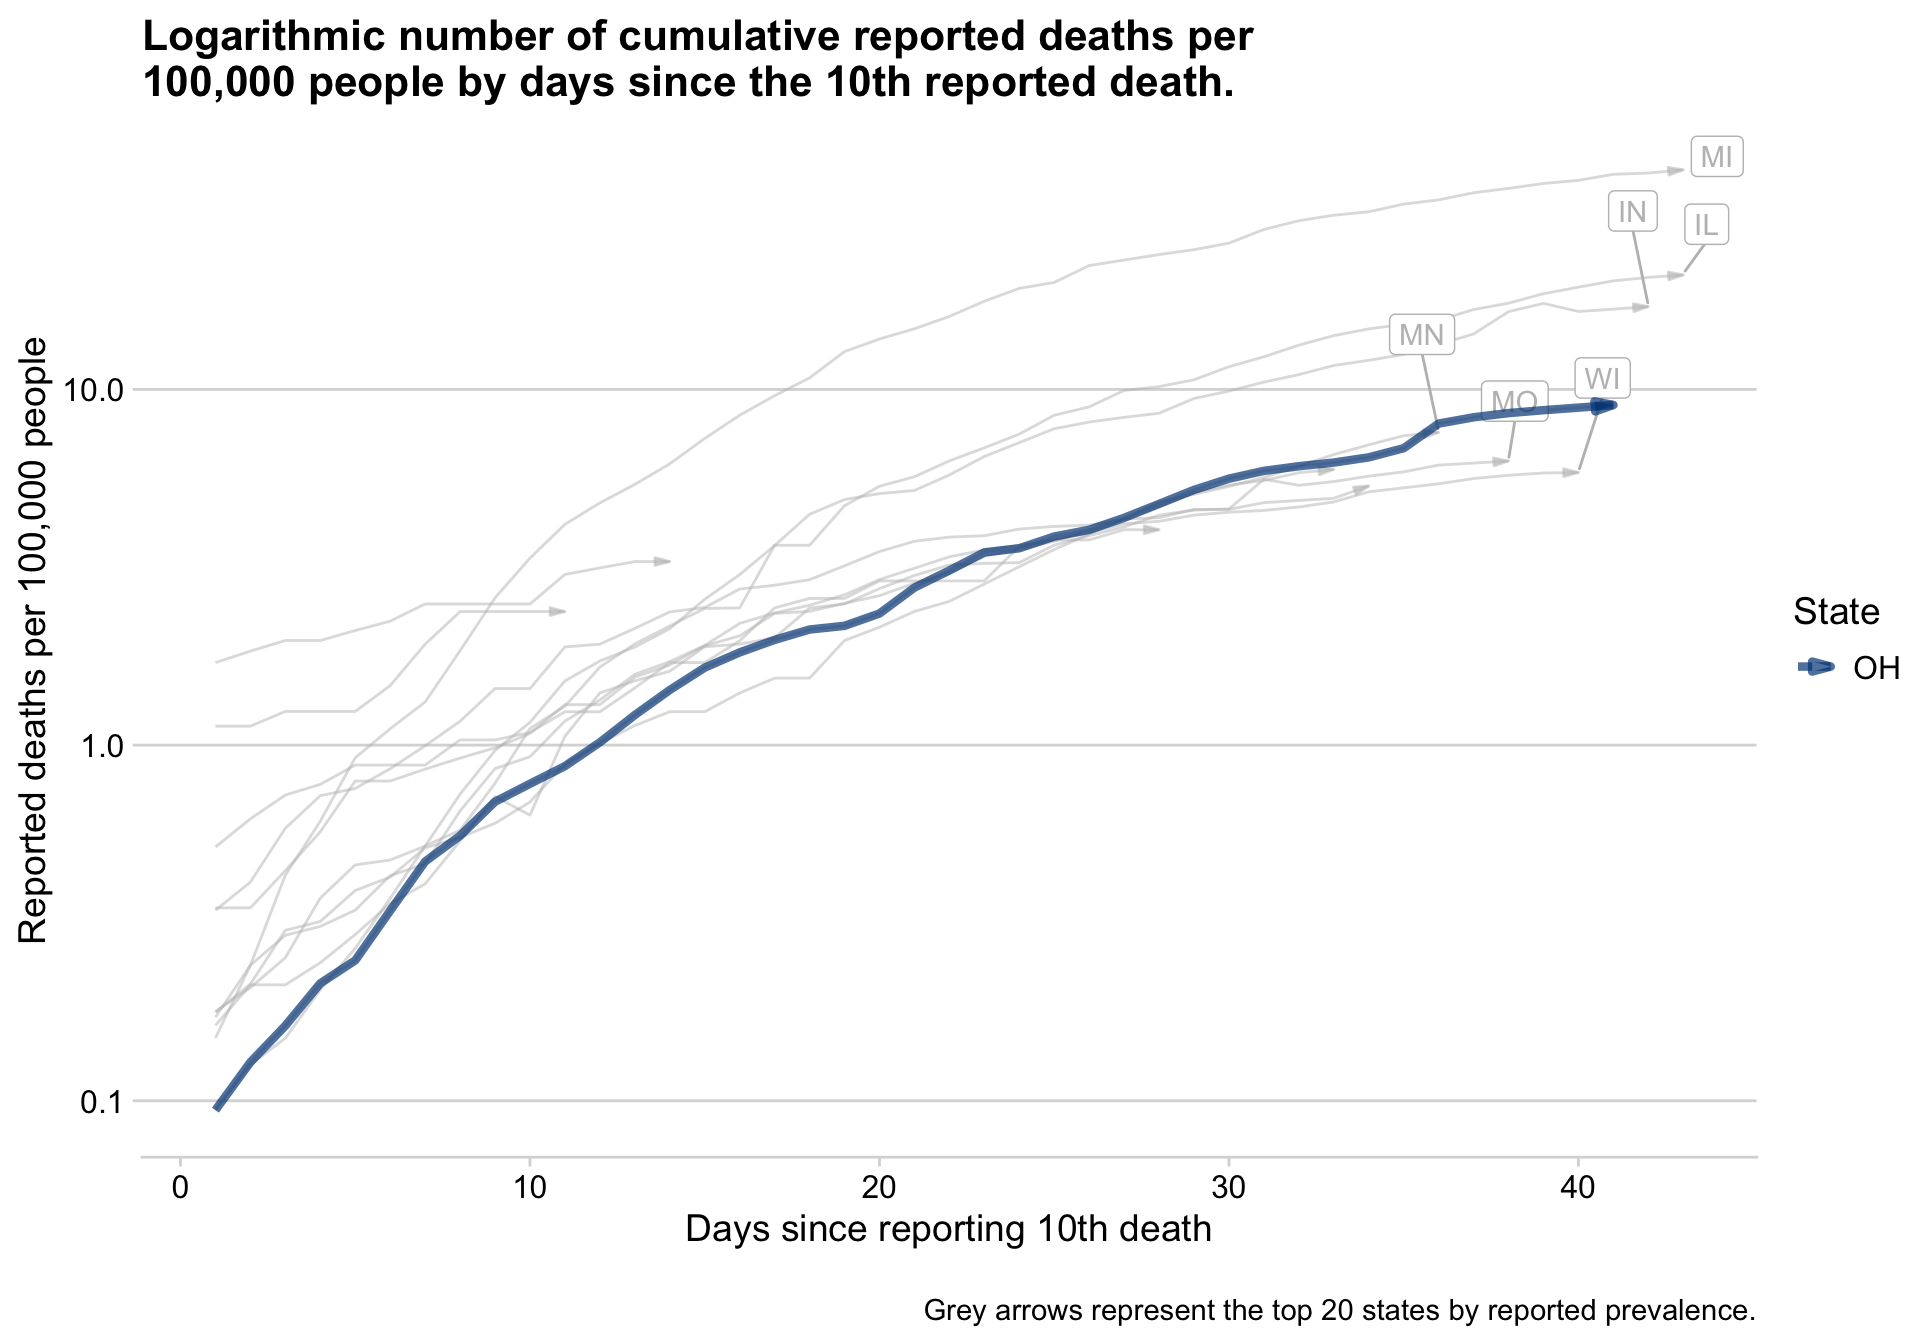 Logarithmic number of cumulative reported deaths per
100,000 people by days since the 10th reported death.
MI
IN
IL
MN
WI
MO
Reported deaths per 100,000 people
10.0
1.0
0.1
State
OH
0 10 20 30 40
Days since reporting 10th death
Grey arrows represent the top 20 states by reported prevalence.